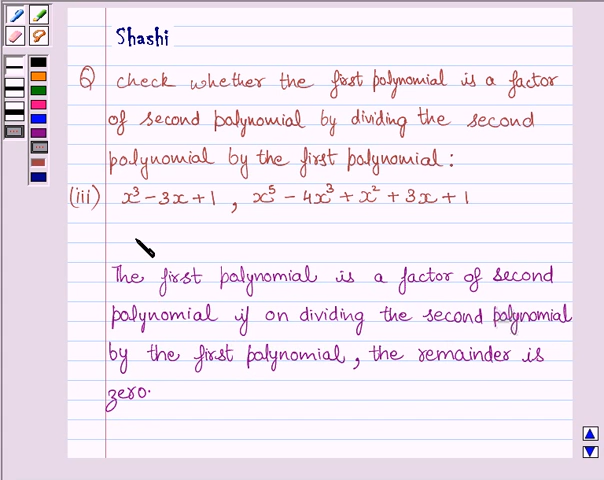 Shashi
Q check whether the first polynomial is a factor
of second polynomial by dividing the second
polynomial by the first polynomial :
(iii) x³ - 3x + 1 , x⁵ - 4x³ + x² + 3x + 1
The first polynomial is a factor of second
polynomial if on dividing the second polynomial
by the first polynomial, the remainder is
zero.